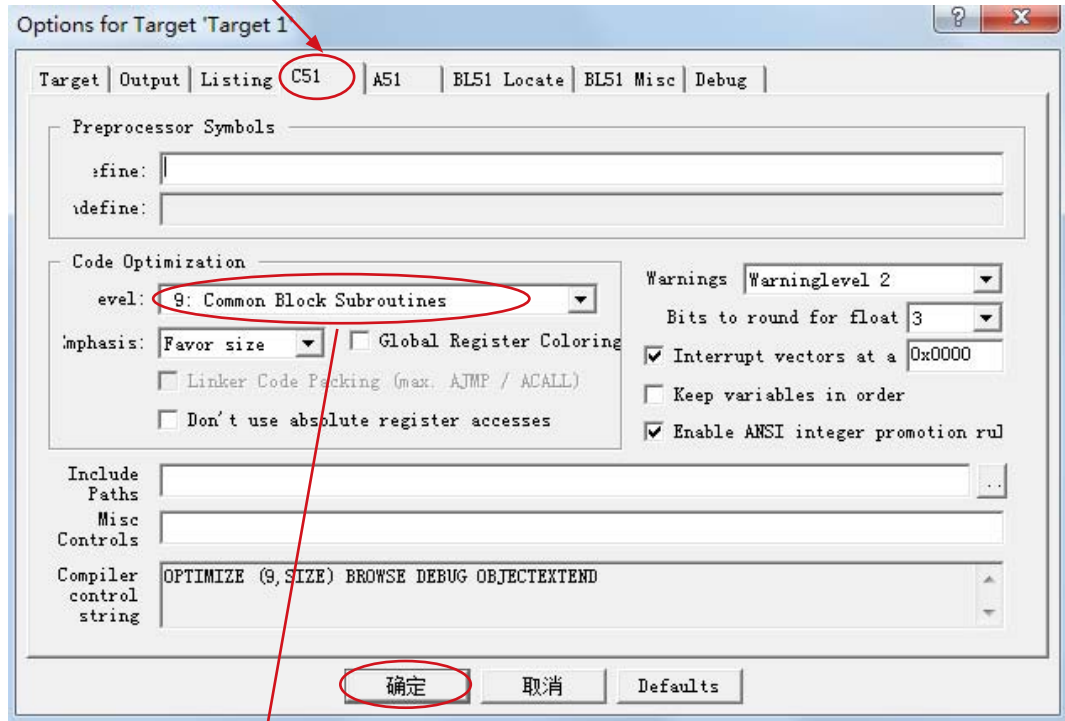 Options for Target 'Target 1'
Target Output Listing C51 A51 BL51 Locate BL51 Misc Debug
Preprocessor Symbols
efine:
define:
Code Optimization
Warnings Warninglevel 2
evel: 9: Common Block Subroutines
Bits to round for float 3
mphasis: Favor size Global Register Coloring
Interrupt vectors at a 0x0000
Linker Code Packing (max. AJMP / ACALL)
Keep variables in order
Don't use absolute register accesses
Enable ANSI integer promotion rul
Include
Paths
..
Misc
Controls
Compiler
control
string
OPTIMIZE (9,SIZE) BROWSE DEBUG OBJECTEXTEND
确定 取消 Defaults